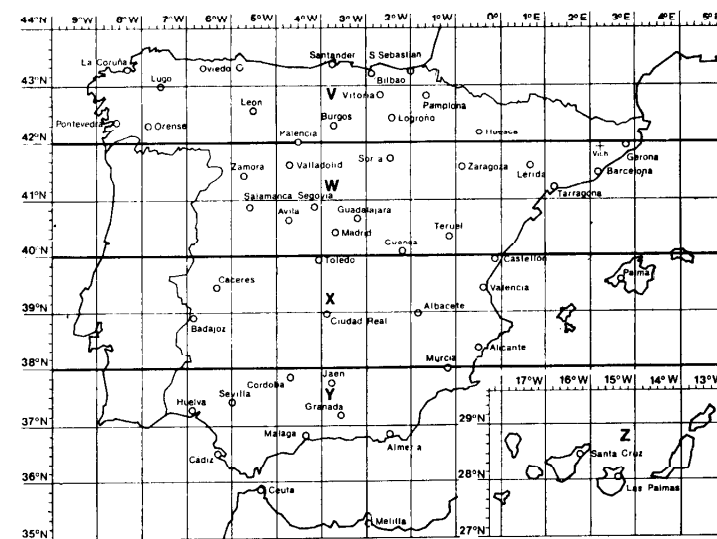 44°N 9°W 8°W 7°W 6°W 5°W 4°W 3°W 2°W 1°W 0°E 1°E 2°E 3°E 4°E
La Coruña
Oviedo
Santander
S Sebastian
43°N
Lugo
Bilbao
V
Vitoria
Pamplona
Leon
Burgos
Logroño
Pontevedra
Orense
Palencia
Huesca
42°N
Vich
Gerona
Zamora
Valladolid
Soria
Zaragoza
Lerida
Barcelona
W
41°N
Tarragona
Salamanca
Segovia
Avila
Guadalajara
Madrid
Teruel
Cuenca
40°N
Toledo
Castellon
Caceres
Palma
X
Valencia
39°N
Badajoz
Ciudad Real
Albacete
Alicante
38°N
Murcia
Cordoba
Jaen
17°W 16°W 15°W 14°W 13°W
Y
Huelva
Sevilla
Granada
37°N
29°N
Malaga
Almeria
Z
Cadiz
Santa Cruz
36°N
28°N
Ceuta
Las Palmas
Melilla
35°N
27°N